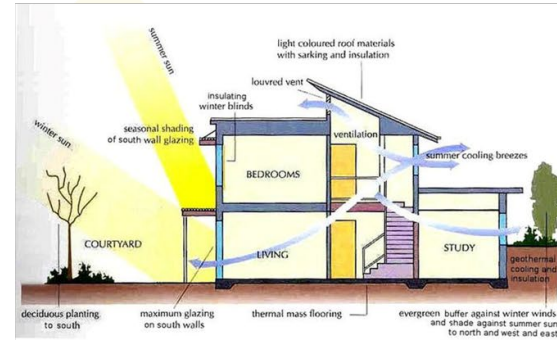 light coloured roof materials
with sarking and insulation
summer sun
louvred vent
insulating
winter blinds
seasonal shading
of south wall glazing
winter sun
ventilation
summer cooling breezes
BEDROOMS
COURTYARD
LIVING
STUDY
geothermal
cooling and
insulation
deciduous planting
to south
maximum glazing
on south walls
thermal mass flooring
evergreen buffer against winter winds
and shade against summer sun
to north and west and east